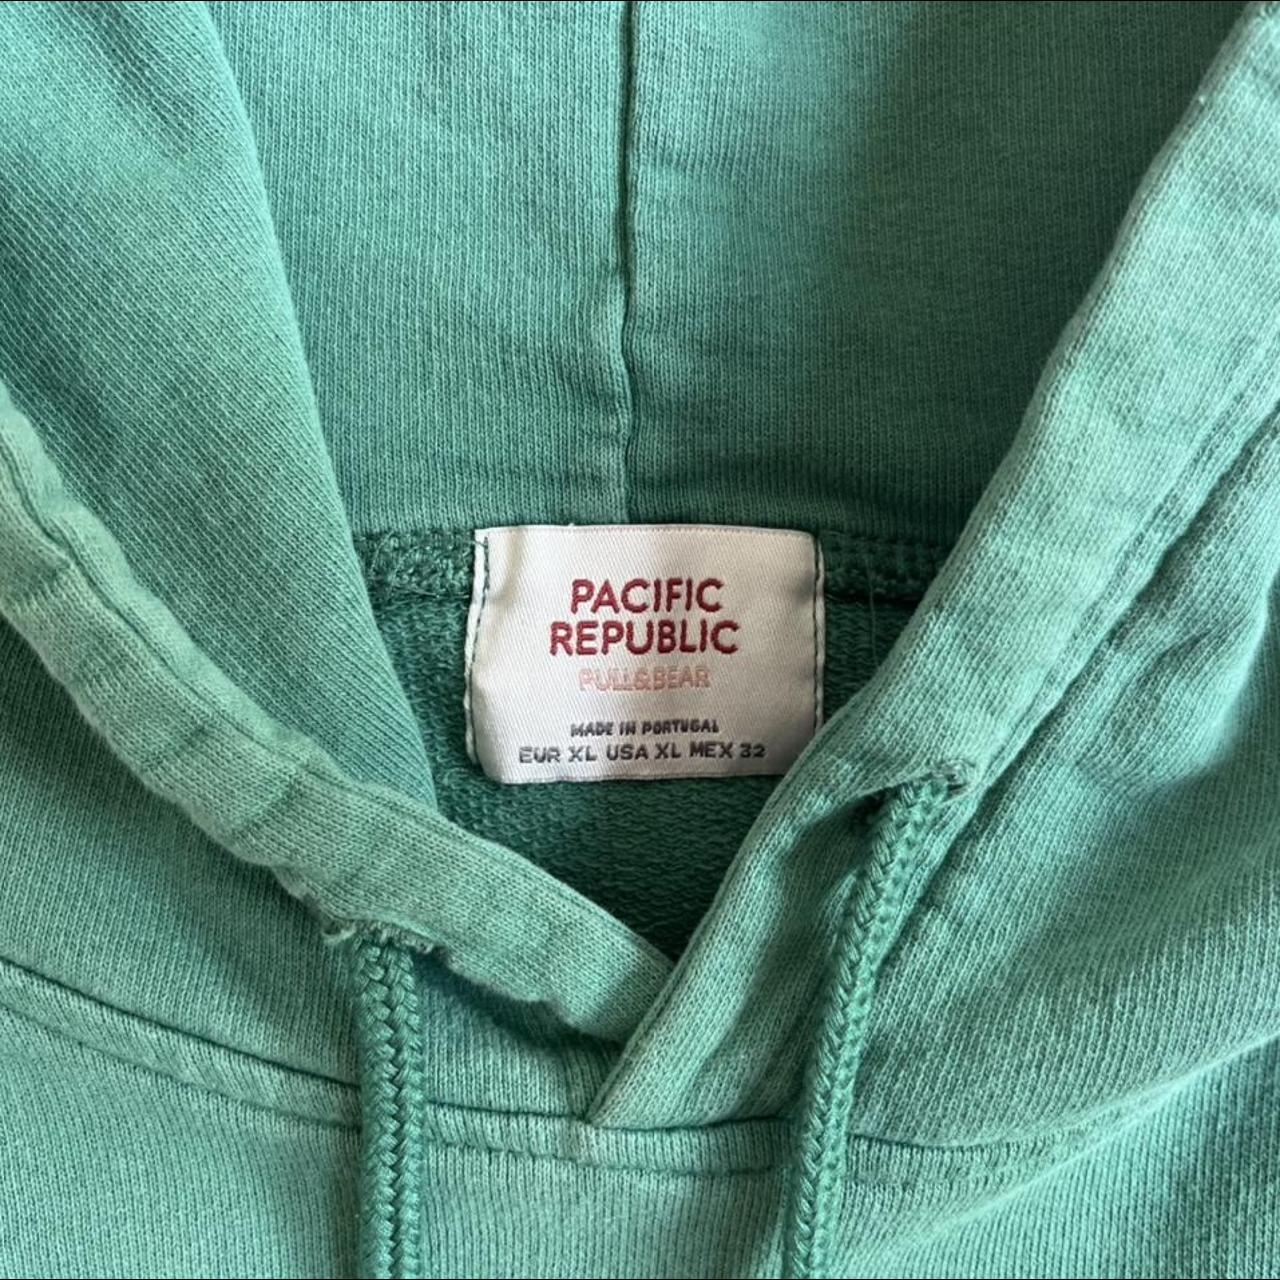 PACIFIC
REPUBLIC
PULL&BEAR
MADE IN PORTUGAL
EUR XL USA XL MEX 32